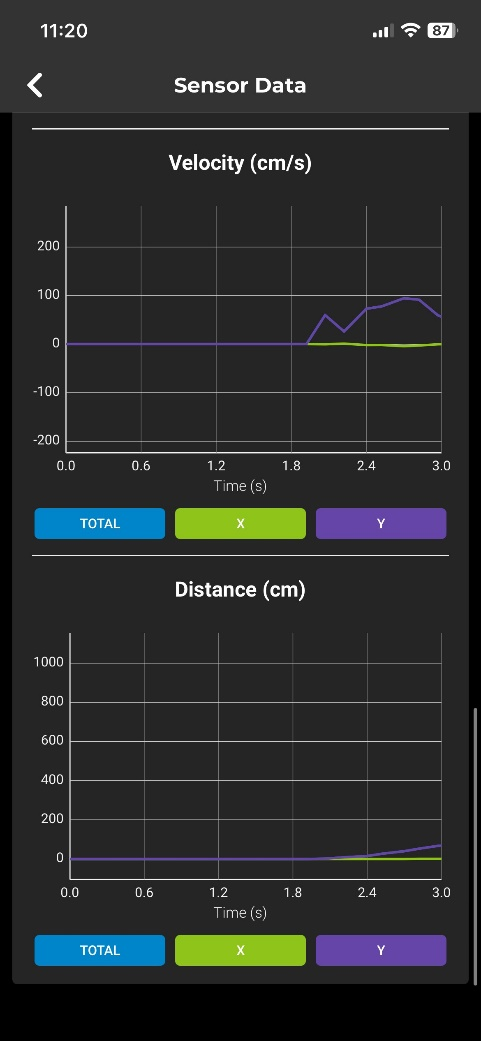 11:20
87
Sensor Data
Velocity (cm/s)
200
100
0
-100
-200
0.0 0.6 1.2 1.8 2.4 3.0
Time (s)
TOTAL X Y
Distance (cm)
1000
800
600
400
200
0
0.0 0.6 1.2 1.8 2.4 3.0
Time (s)
TOTAL X Y